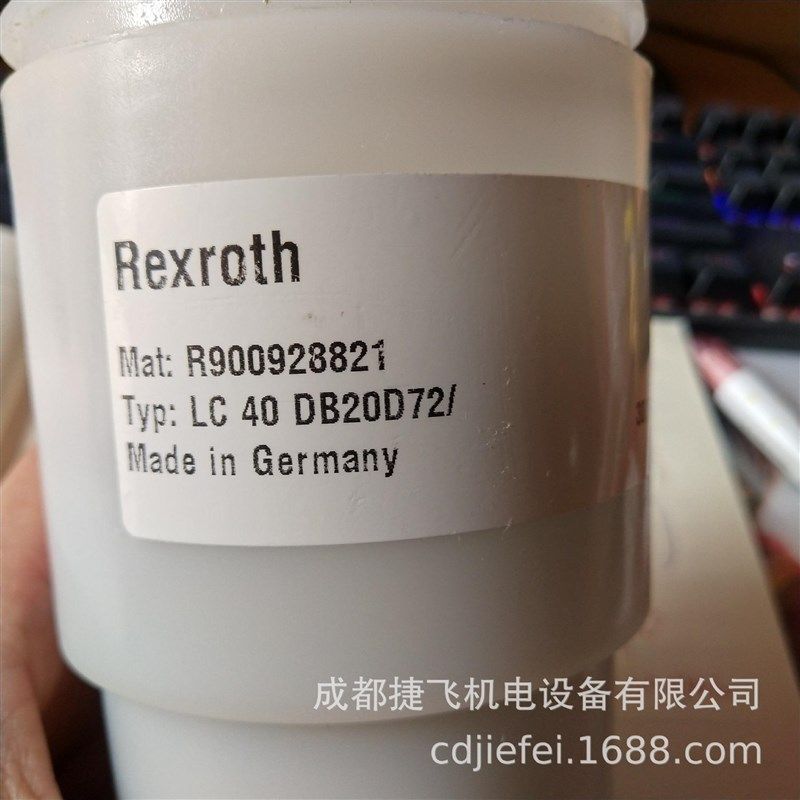 Rexroth
Mat: R900928821
Typ: LC 40 DB20D72/
Made in Germany
成都捷飞机电设备有限公司
cdjiefei.1688.com